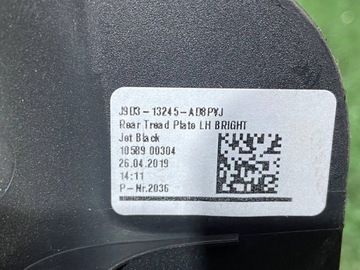 J9D3-13245-AD8PVJ
Rear Tread Plate LH BRIGHT
Jet Black
10589 00304
26.04.2019
14:11
P-Nr.2036